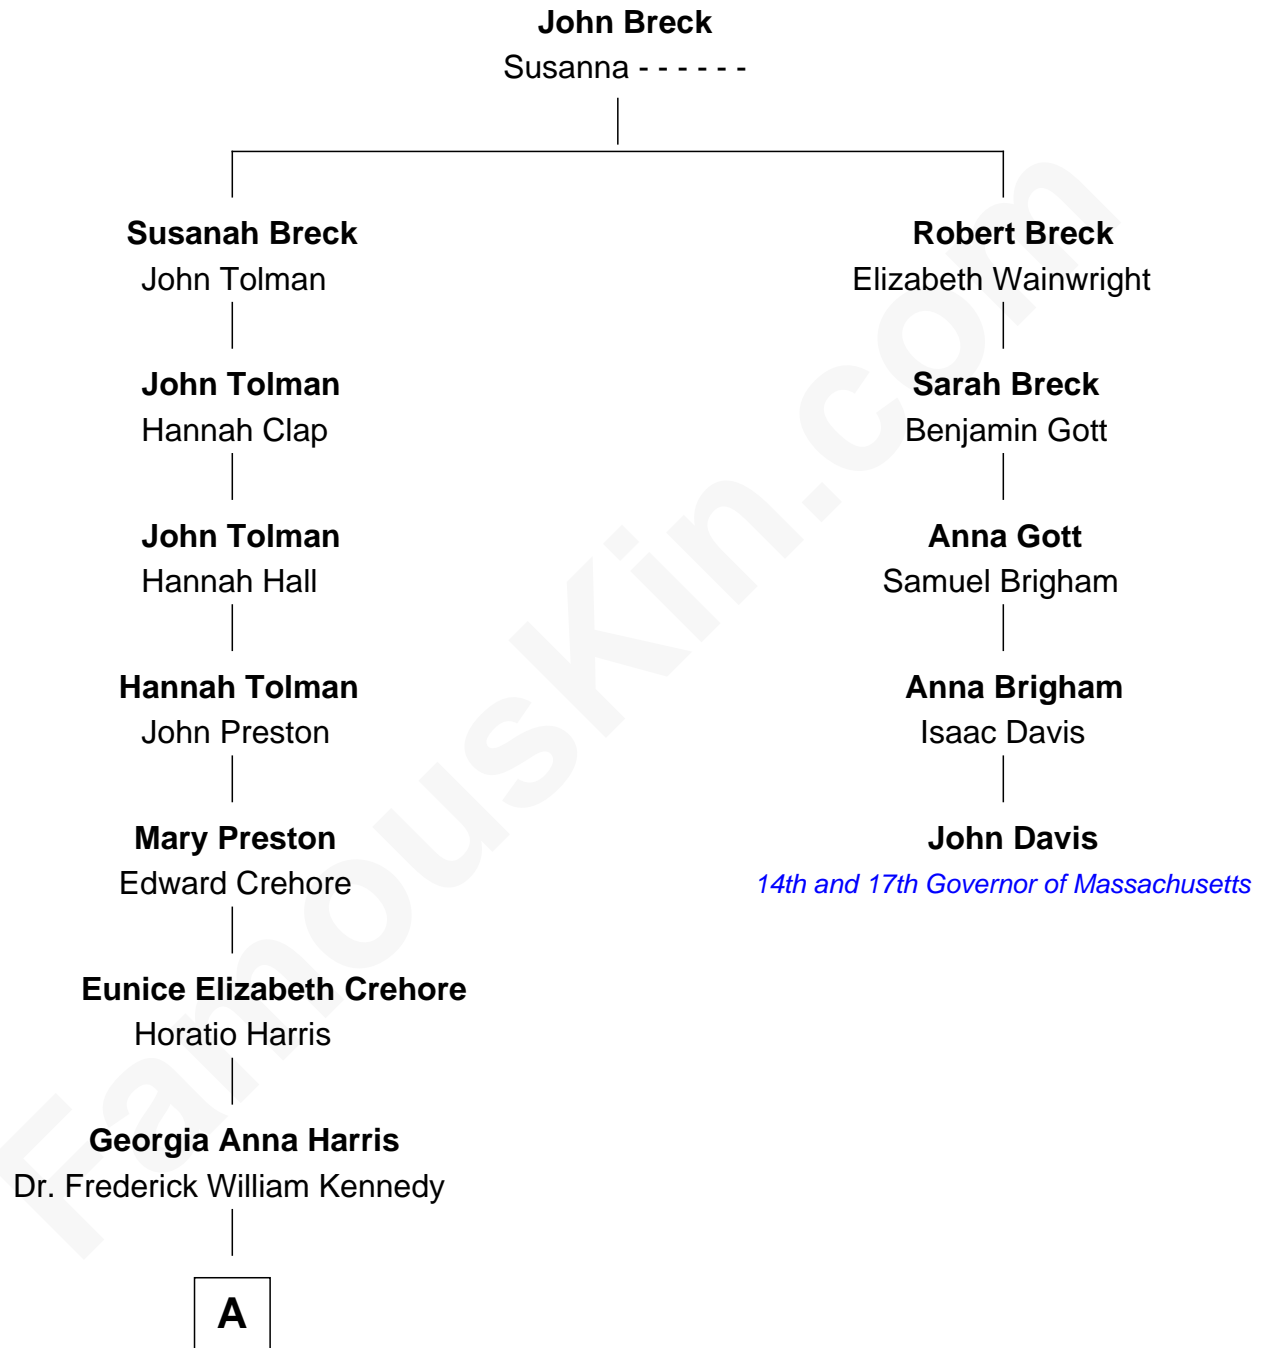 John Breck
Susanna - - - - - -
Susanah Breck
John Tolman
Robert Breck
Elizabeth Wainwright
John Tolman
Hannah Clap
Sarah Breck
Benjamin Gott
John Tolman
Hannah Hall
Anna Gott
Samuel Brigham
Hannah Tolman
John Preston
Anna Brigham
Isaac Davis
Mary Preston
Edward Crehore
John Davis
14th and 17th Governor of Massachusetts
Eunice Elizabeth Crehore
Horatio Harris
Georgia Anna Harris
Dr. Frederick William Kennedy
A
FamousKin.com